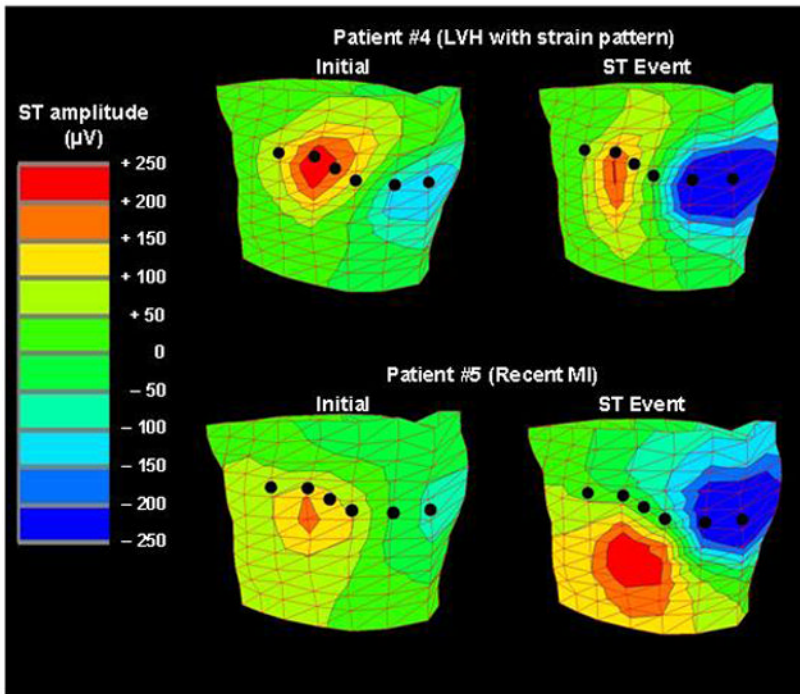 Patient #4 (LVH with strain pattern)
Initial
ST Event
ST amplitude
(µV)
+ 250
+ 200
+ 150
+ 100
+ 50
0
– 50
– 100
– 150
– 200
– 250
Patient #5 (Recent MI)
Initial
ST Event